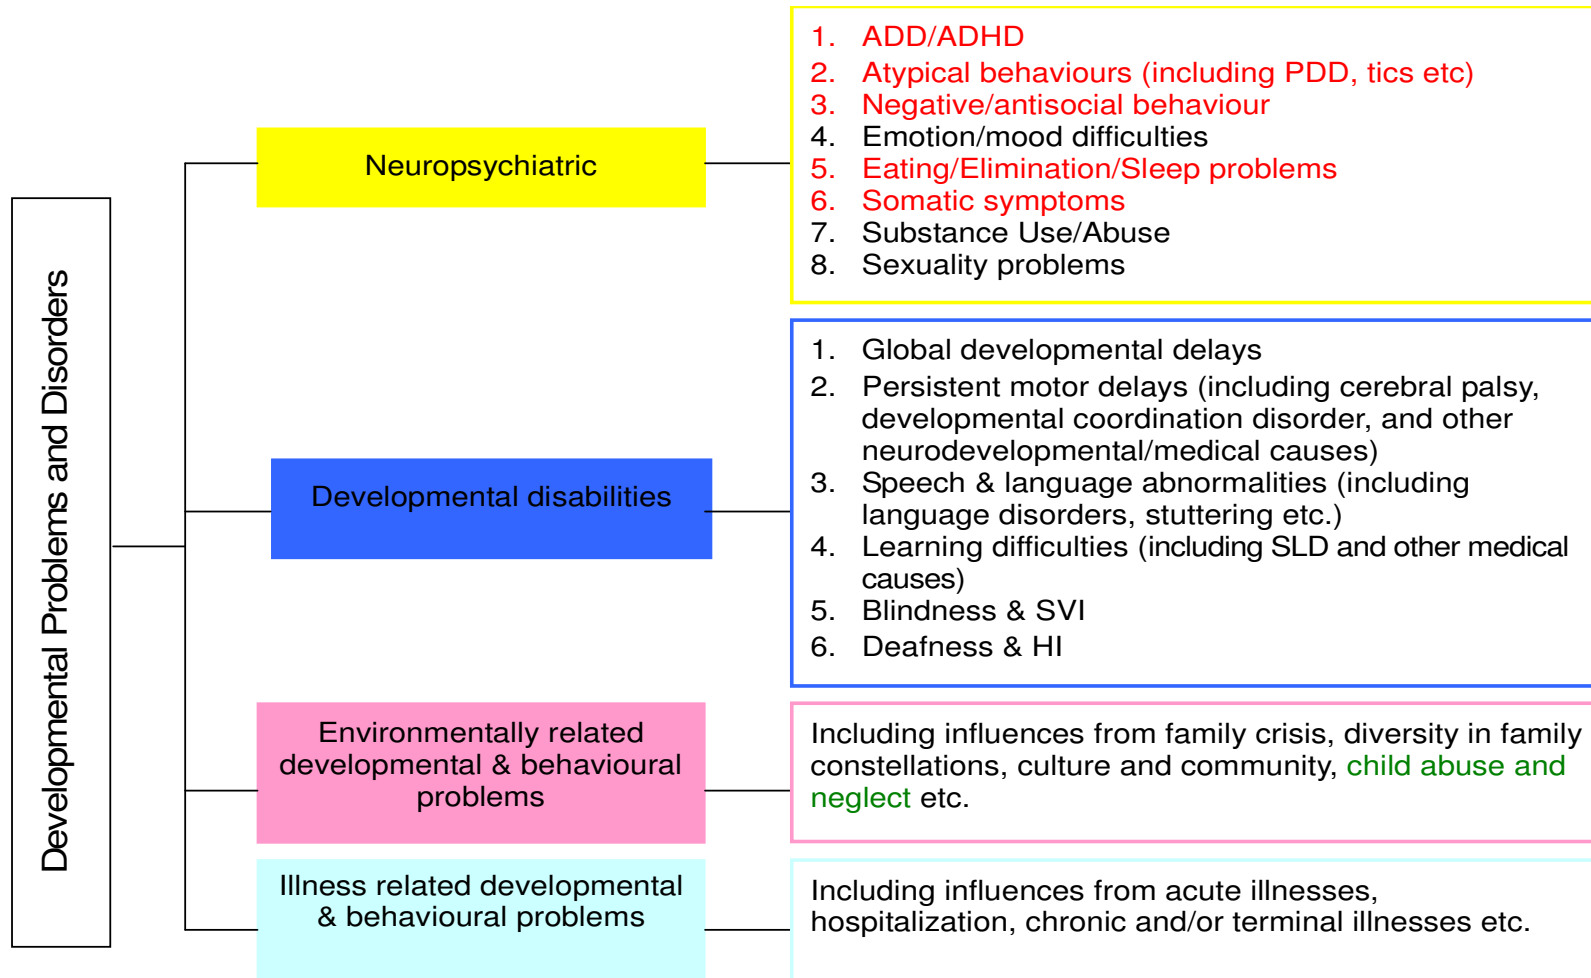 Developmental Problems and Disorders
Neuropsychiatric
1. ADD/ADHD
2. Atypical behaviours (including PDD, tics etc)
3. Negative/antisocial behaviour
4. Emotion/mood difficulties
5. Eating/Elimination/Sleep problems
6. Somatic symptoms
7. Substance Use/Abuse
8. Sexuality problems
Developmental disabilities
1. Global developmental delays
2. Persistent motor delays (including cerebral palsy,
developmental coordination disorder, and other
neurodevelopmental/medical causes)
3. Speech & language abnormalities (including
language disorders, stuttering etc.)
4. Learning difficulties (including SLD and other medical
causes)
5. Blindness & SVI
6. Deafness & HI
Environmentally related
developmental & behavioural
problems
Including influences from family crisis, diversity in family
constellations, culture and community, child abuse and
neglect etc.
Illness related developmental
& behavioural problems
Including influences from acute illnesses,
hospitalization, chronic and/or terminal illnesses etc.